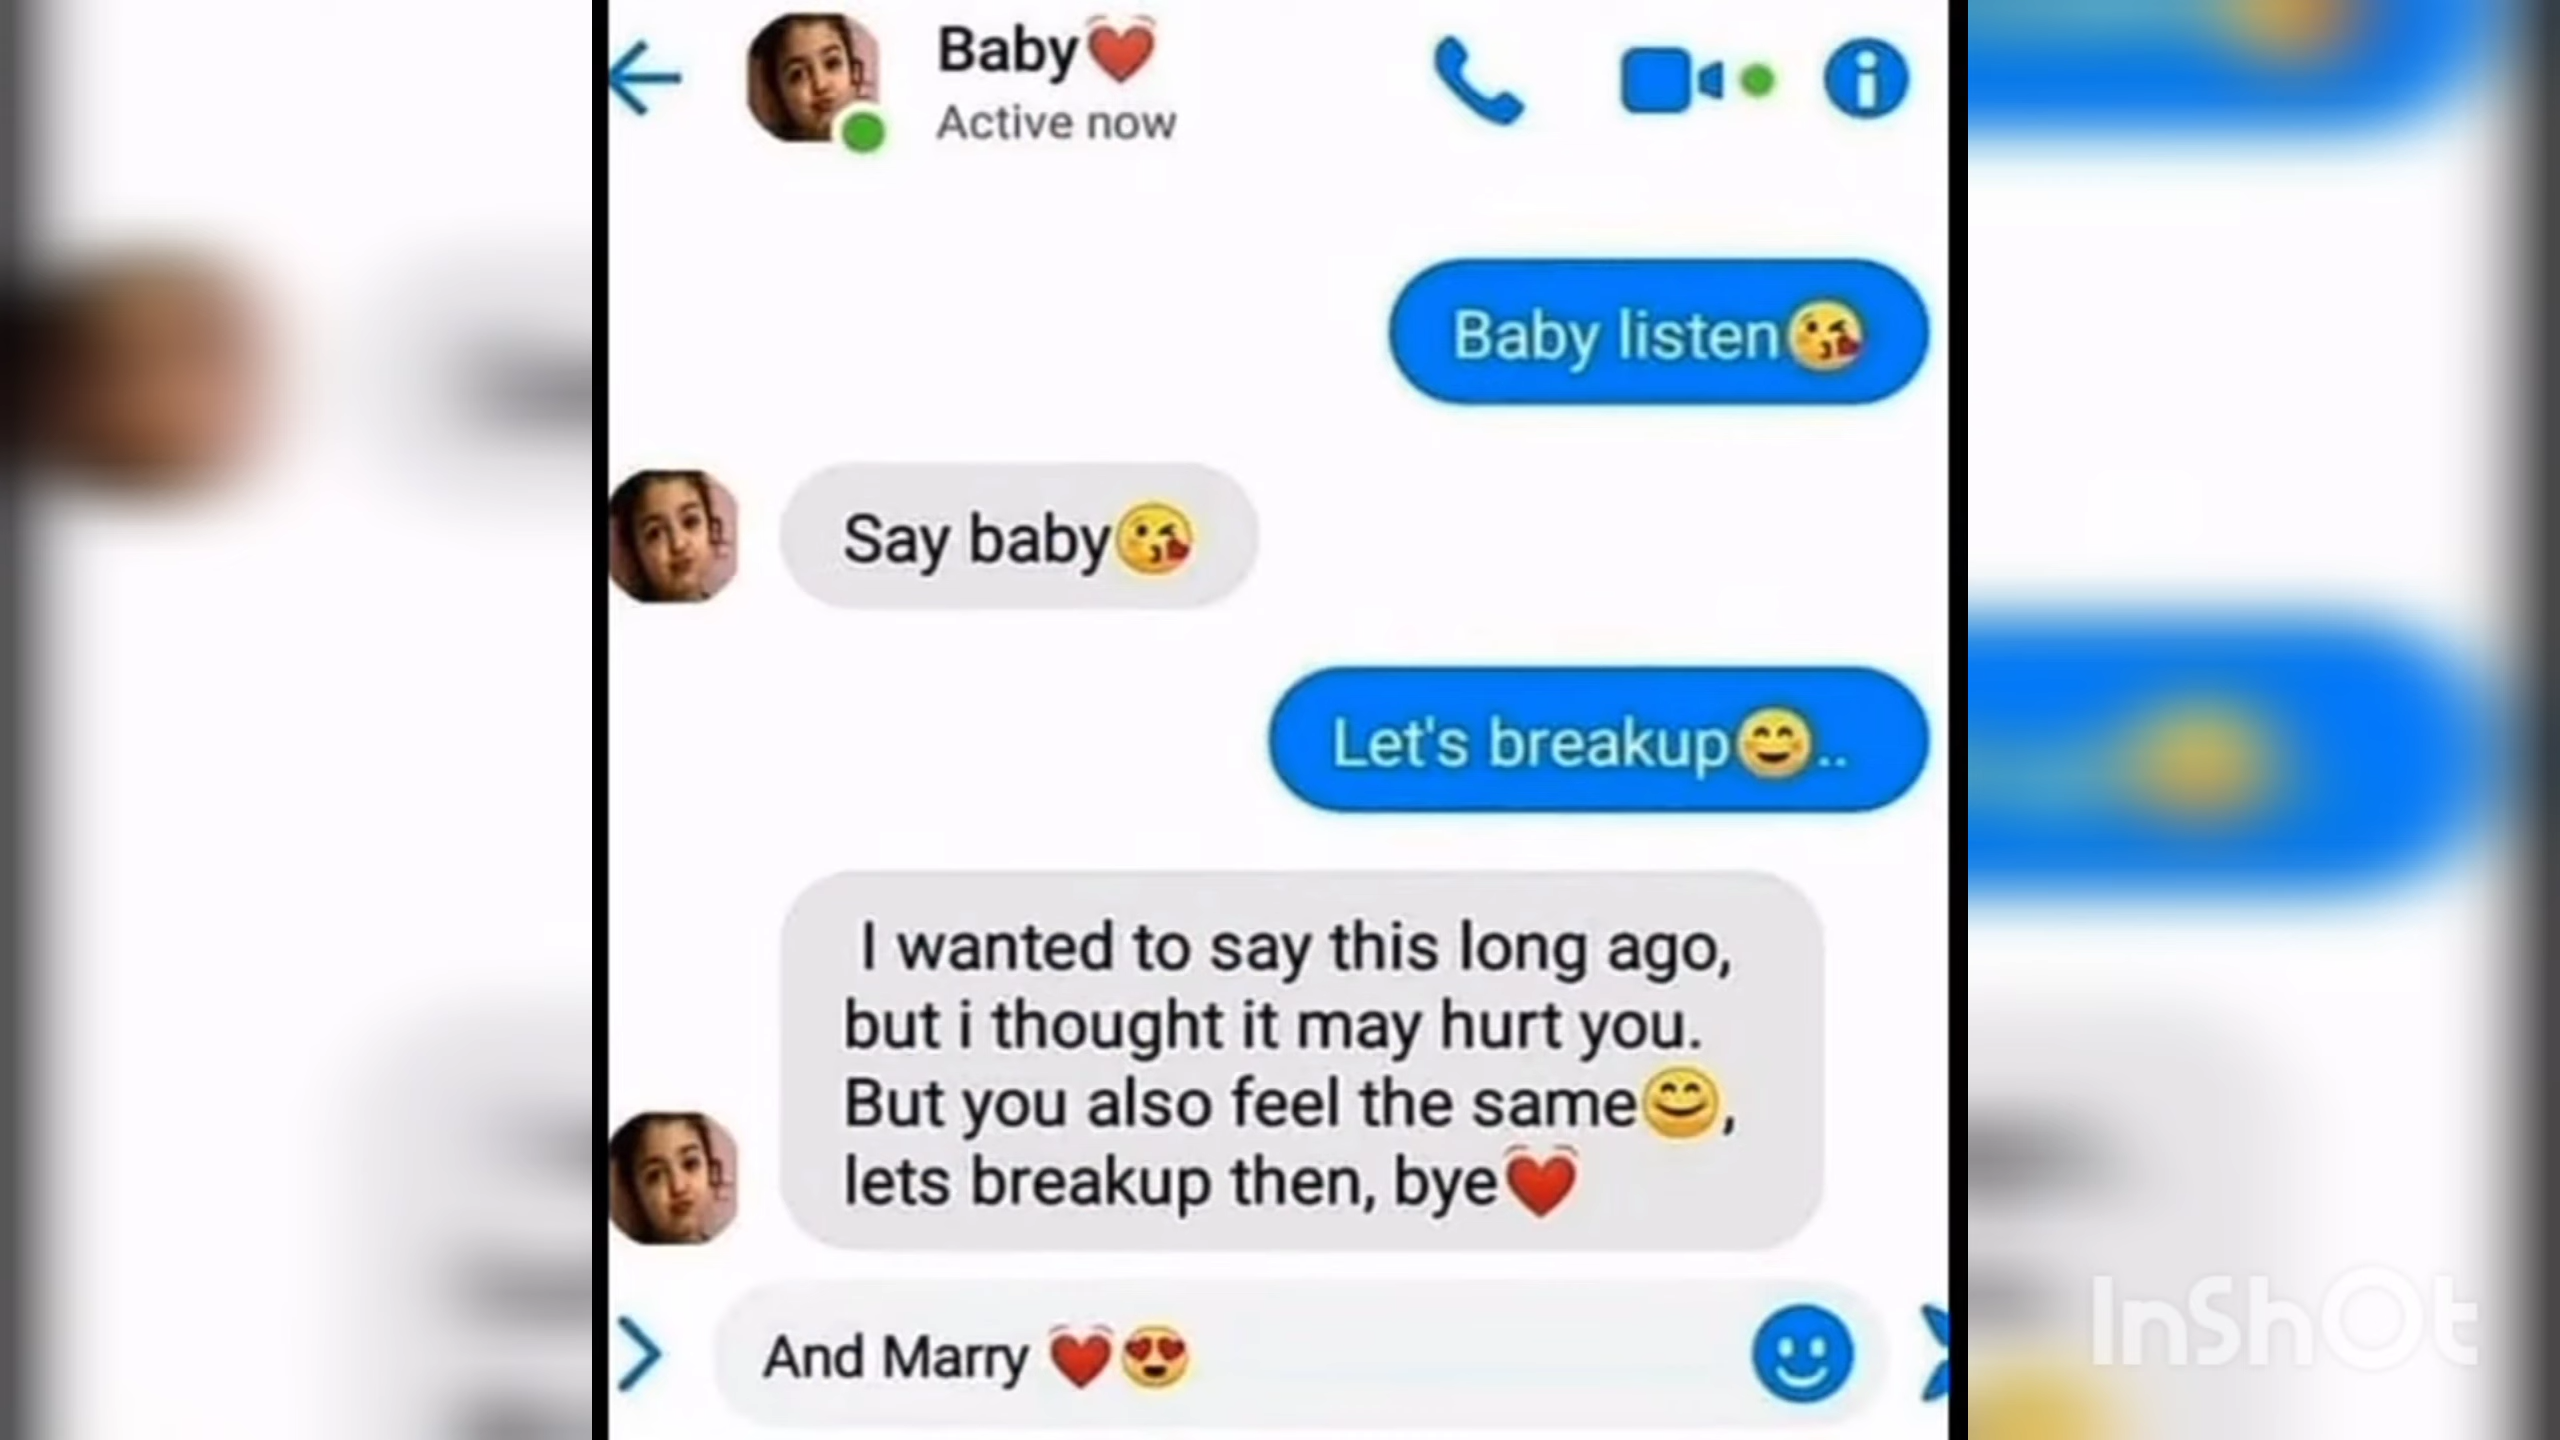 Baby💓
Active now
Baby listen😘
Say baby😘
Let's breakup😊..
I wanted to say this long ago,
but i thought it may hurt you.
But you also feel the same😊,
lets breakup then, bye💓
And Marry 💓😍
InShOt